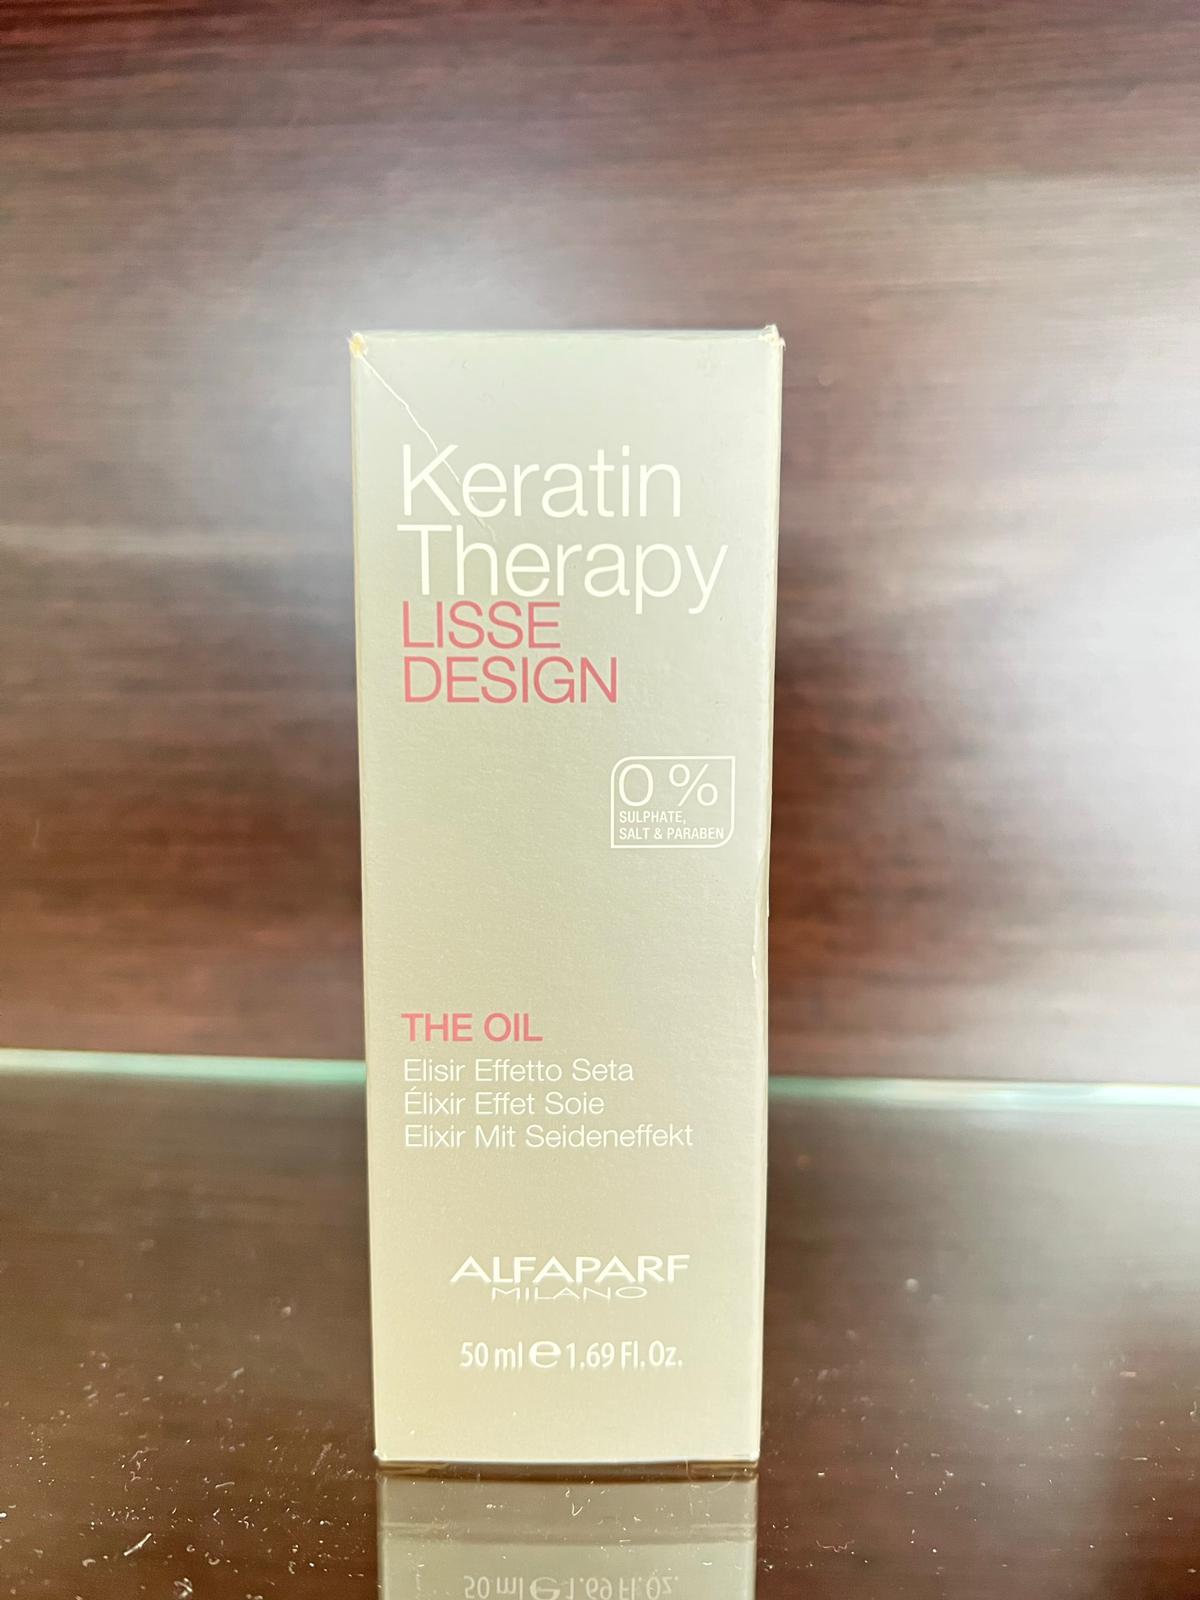 Keratin
Therapy
LISSE
DESIGN
0 %
SULPHATE,
SALT & PARABEN
THE OIL
Elisir Effetto Seta
Élixir Effet Soie
Elixir Mit Seideneffekt
ALFAPARF
MILANO
50 ml e 1.69 Fl. Oz.